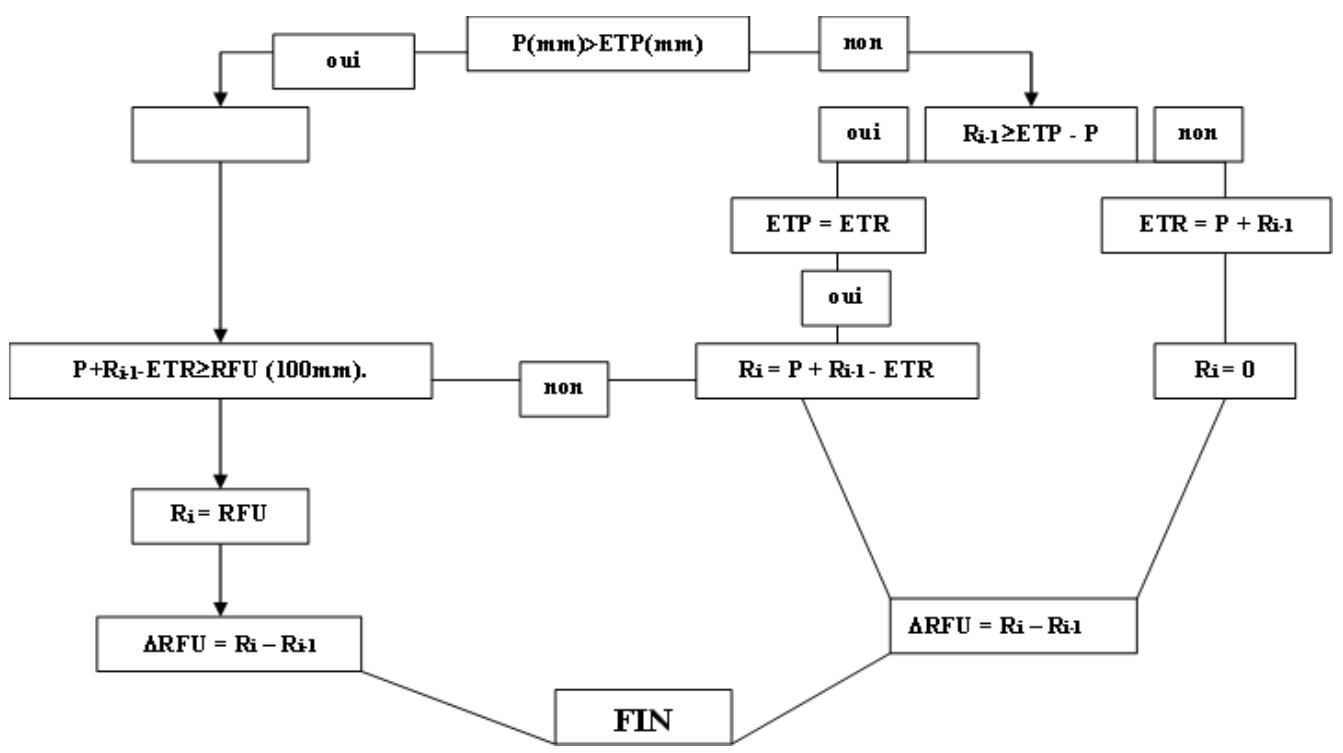 P(mm)>ETP(mm)
oui
non
oui
Ri-1≥ETP - P
non
ETP = ETR
ETR = P + Ri-1
oui
P+Ri-1-ETR≥RFU (100mm).
non
Ri = P + Ri-1 - ETR
Ri = 0
Ri = RFU
ΔRFU = Ri – Ri-1
ΔRFU = Ri – Ri-1
FIN